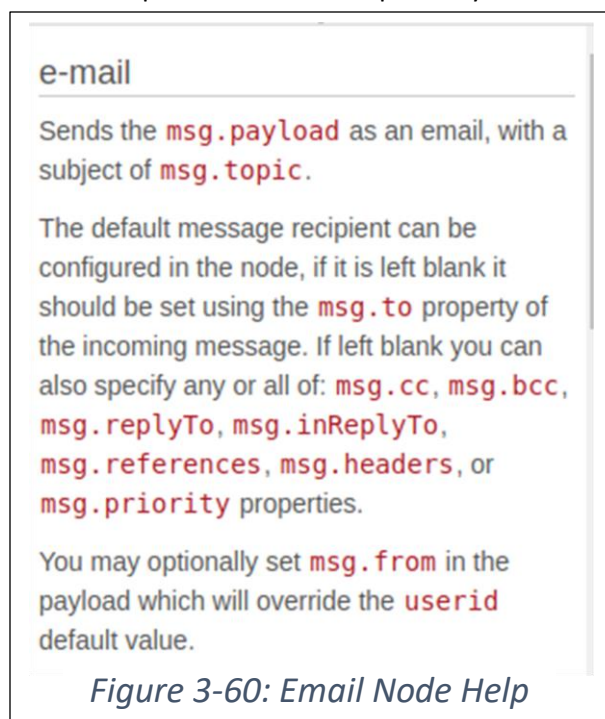 e-mail
Sends the msg.payload as an email, with a
subject of msg.topic.
The default message recipient can be
configured in the node, if it is left blank it
should be set using the msg.to property of
the incoming message. If left blank you can
also specify any or all of: msg.cc, msg.bcc,
msg.replyTo, msg.inReplyTo,
msg.references, msg.headers, or
msg.priority properties.
You may optionally set msg.from in the
payload which will override the userid
default value.
Figure 3-60: Email Node Help